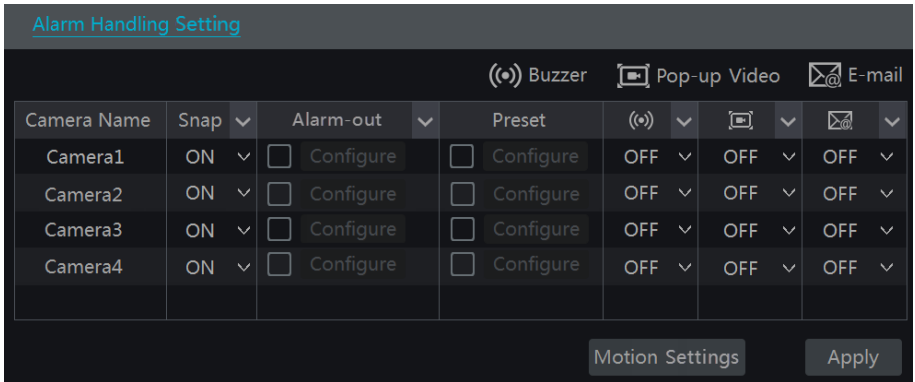 Alarm Handling Setting
Buzzer Pop-up Video E-mail
Camera Name Snap Alarm-out Preset
Camera1 ON Configure Configure OFF OFF OFF
Camera2 ON Configure Configure OFF OFF OFF
Camera3 ON Configure Configure OFF OFF OFF
Camera4 ON Configure Configure OFF OFF OFF
Motion Settings Apply